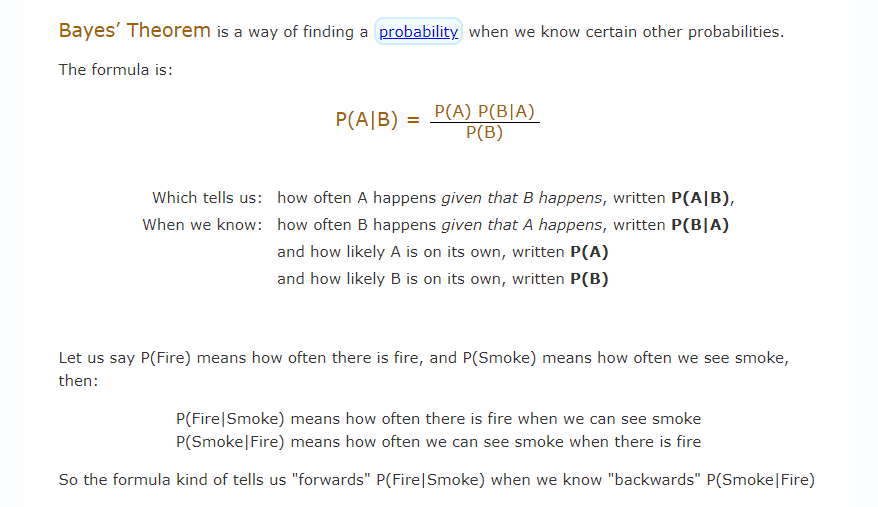 Bayes’ Theorem is a way of finding a probability when we know certain other probabilities.
The formula is:
P(A|B) = P(A) P(B|A)
P(B)
Which tells us: how often A happens given that B happens, written P(A|B),
When we know: how often B happens given that A happens, written P(B|A)
and how likely A is on its own, written P(A)
and how likely B is on its own, written P(B)
Let us say P(Fire) means how often there is fire, and P(Smoke) means how often we see smoke,
then:
P(Fire|Smoke) means how often there is fire when we can see smoke
P(Smoke|Fire) means how often we can see smoke when there is fire
So the formula kind of tells us "forwards" P(Fire|Smoke) when we know "backwards" P(Smoke|Fire)